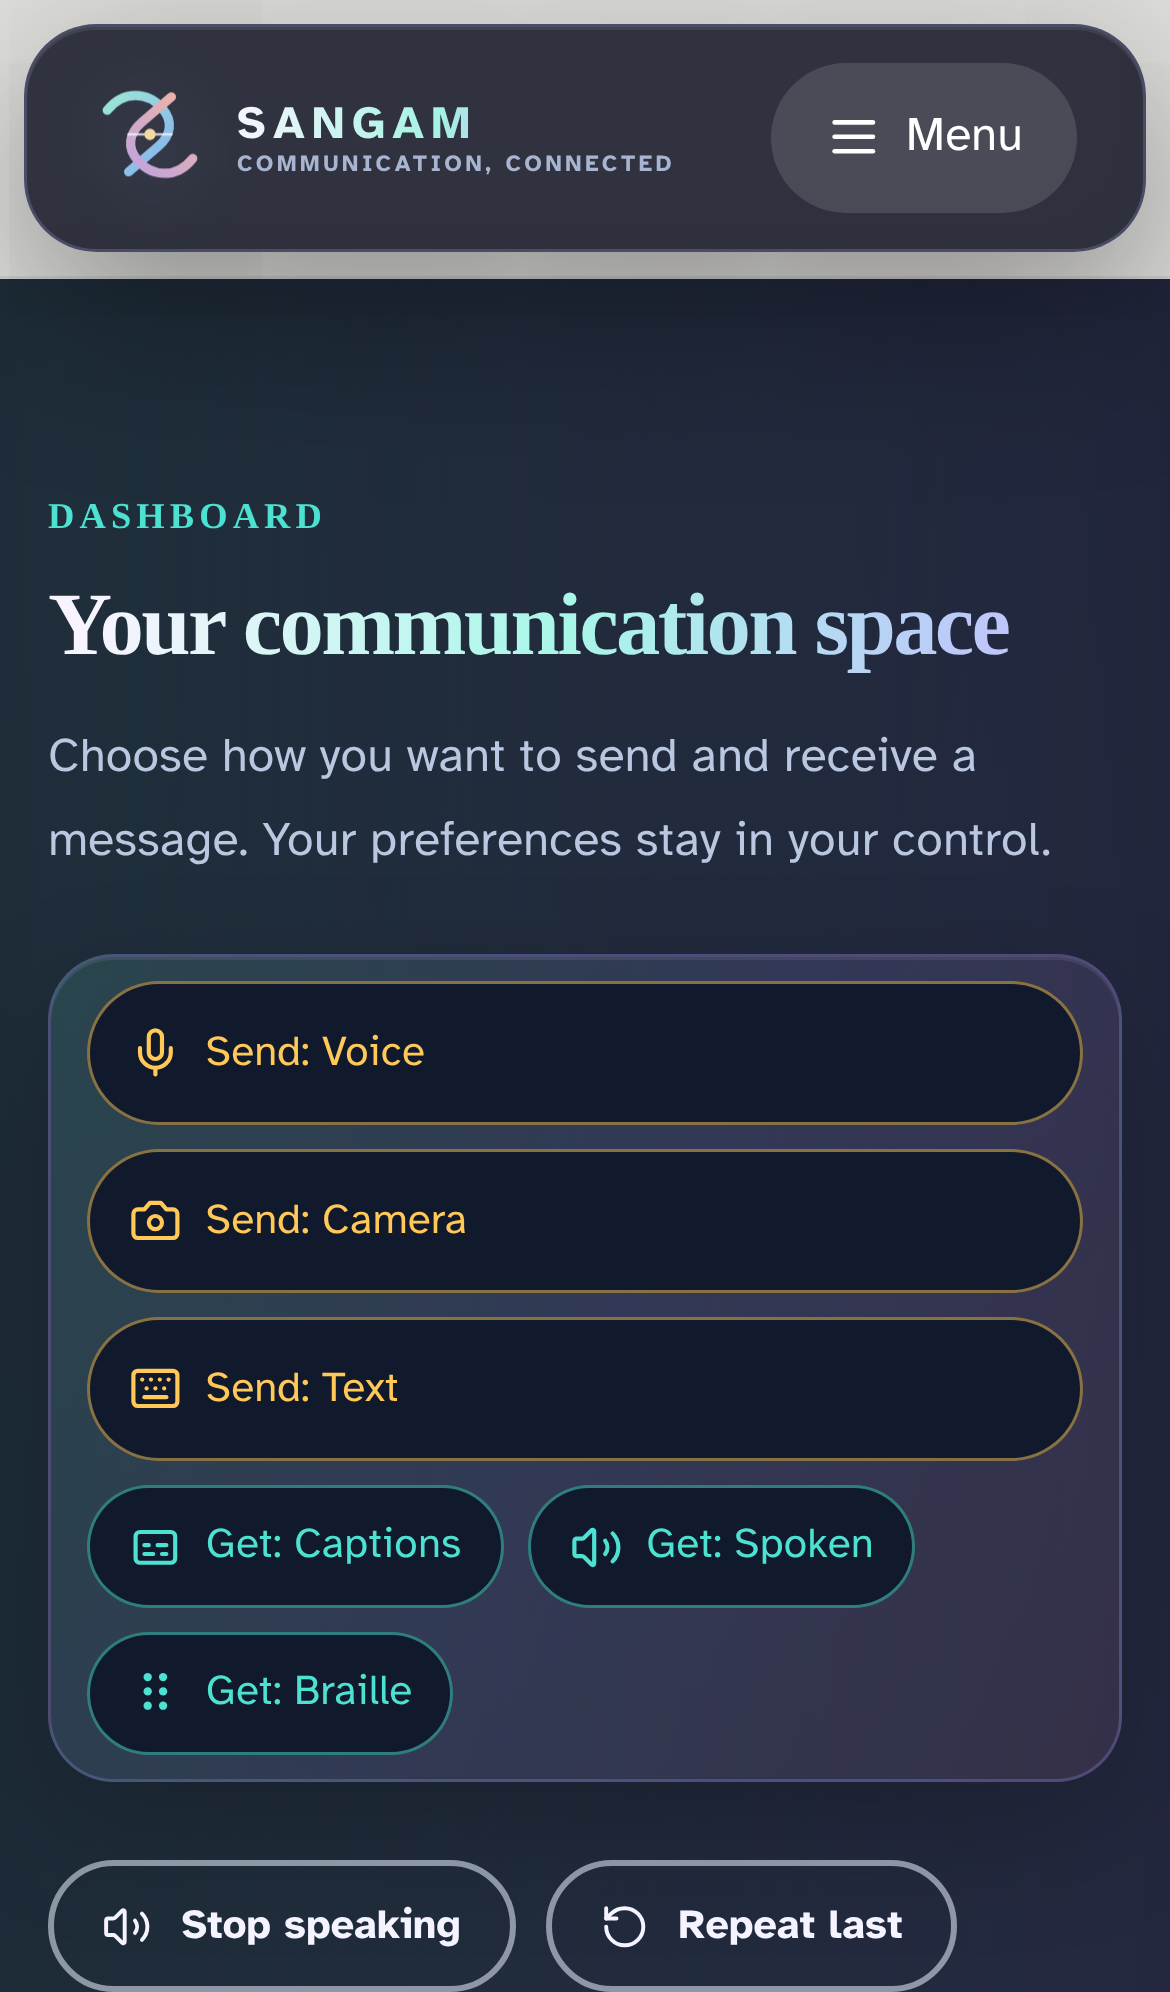 SANGAM
COMMUNICATION, CONNECTED
Menu
DASHBOARD
Your communication space
Choose how you want to send and receive a
message. Your preferences stay in your control.
Send: Voice
Send: Camera
Send: Text
Get: Captions
Get: Spoken
Get: Braille
Stop speaking
Repeat last